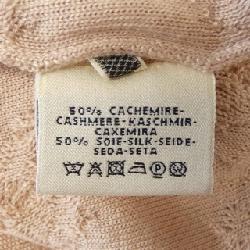 50% CACHEMIRE-
CASHMERE-KASCHMIR-
CAXEMIRA
50% SOIE-SILK-SEIDE-
SEDA-SETA